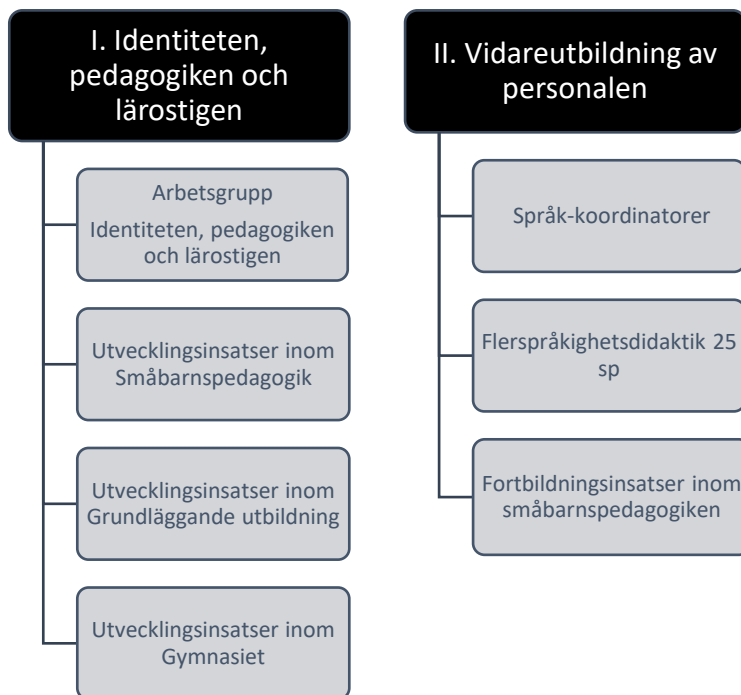 I. Identiteten,
pedagogiken och
lärostigen
Arbetsgrupp
Identiteten, pedagogiken
och lärostigen
Utvecklingsinsatser inom
Småbarnspedagogik
Utvecklingsinsatser inom
Grundläggande utbildning
Utvecklingsinsatser inom
Gymnasiet
II. Vidareutbildning av
personalen
Språk-koordinatorer
Flerspråkighetsdidaktik 25
sp
Fortbildningsinsatser inom
småbarnspedagogiken